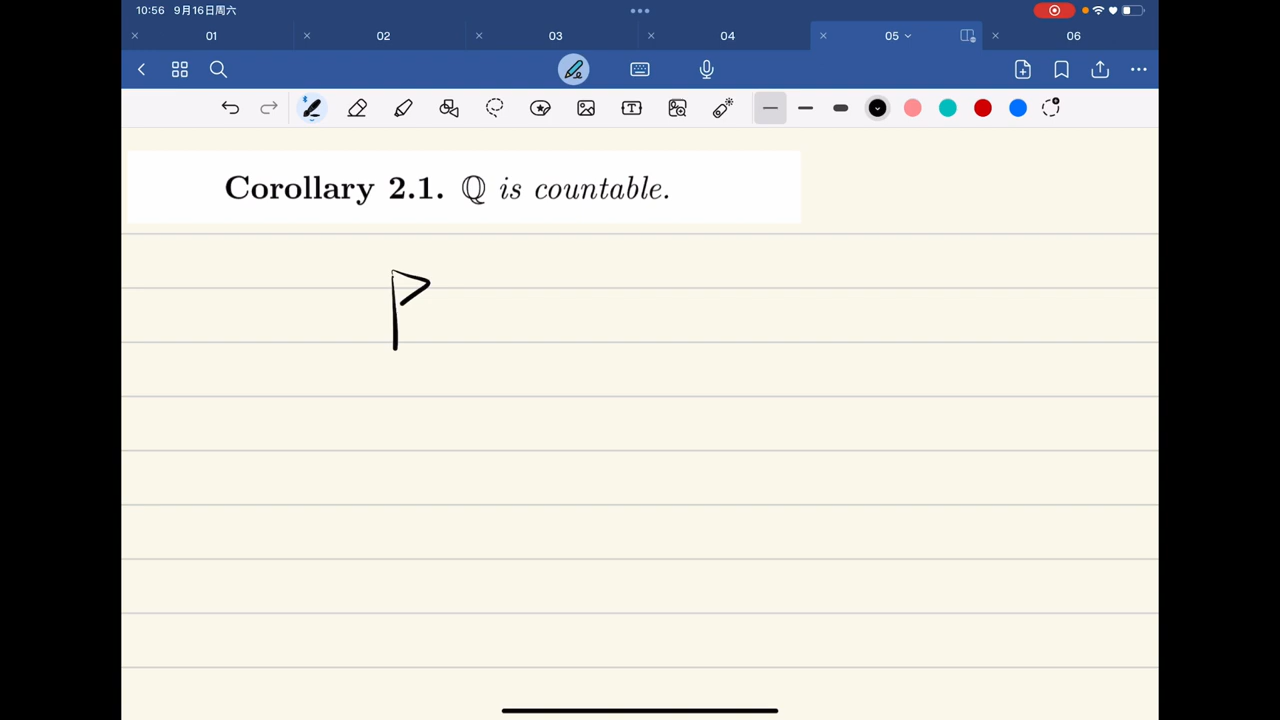 10:56 9月16日周六
01 02 03 04 05 06
Corollary 2.1. ℚ is countable.
P